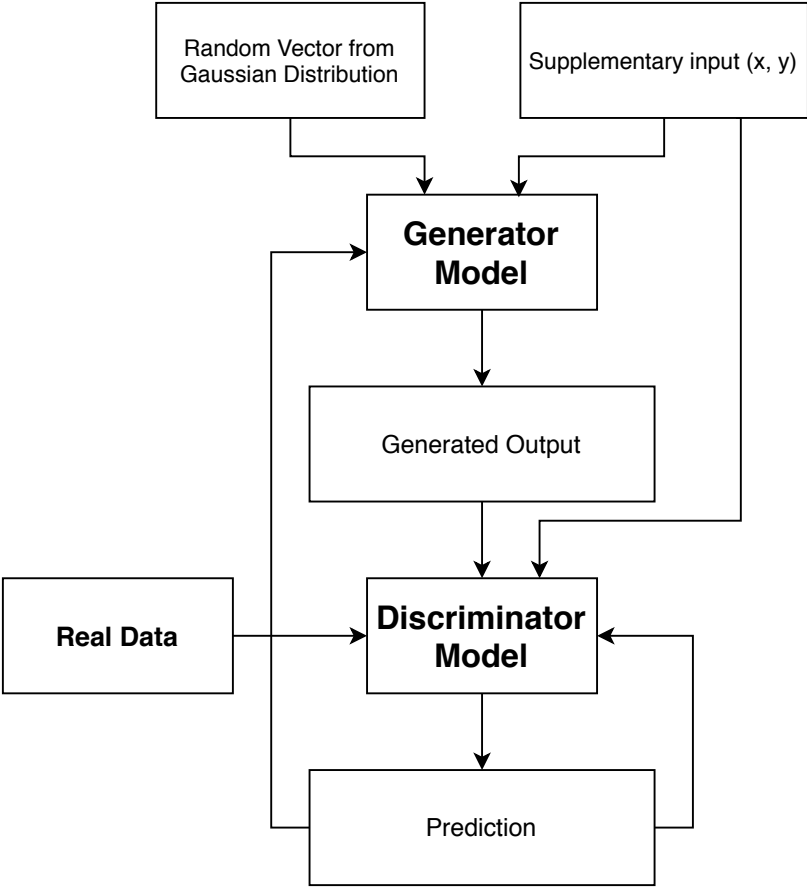 Random Vector from
Gaussian Distribution
Supplementary input (x, y)
Generator
Model
Generated Output
Real Data
Discriminator
Model
Prediction